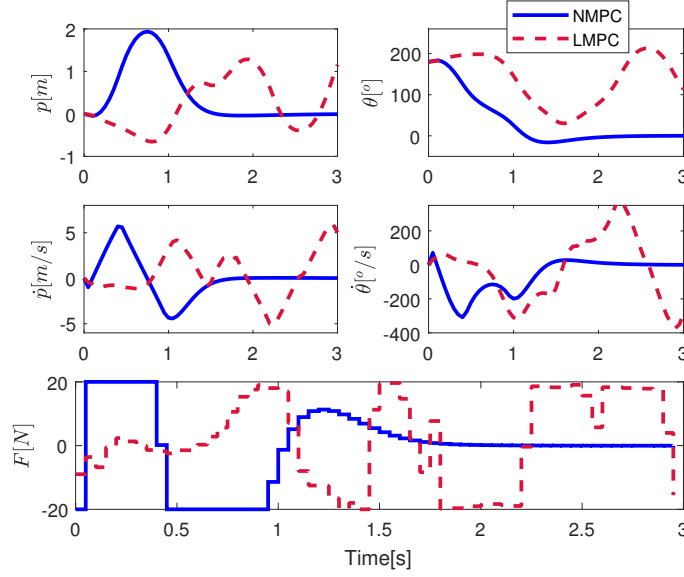 NMPC
LMPC
2
1
0
-1
p[m]
0 1 2 3
200
100
0
θ[°]
0 1 2 3
5
0
-5
ṗ[m/s]
0 1 2 3
200
0
-200
-400
θ̇[°/s]
0 1 2 3
20
0
-20
F[N]
0 0.5 1 1.5 2 2.5 3
Time[s]